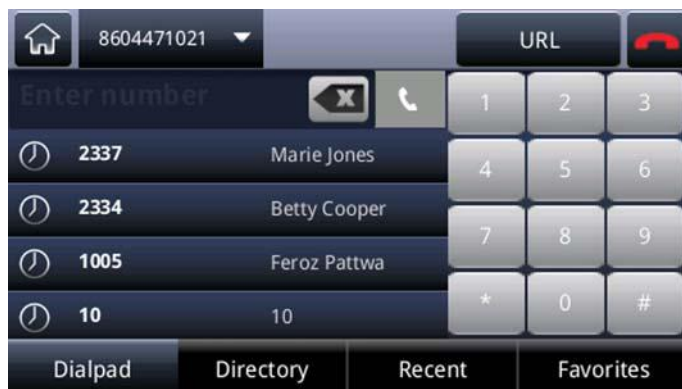 8604471021 URL
Enter number
1 2 3
2337 Marie Jones
4 5 6
2334 Betty Cooper
7 8 9
1005 Feroz Pattwa
* 0 #
10 10
Dialpad Directory Recent Favorites